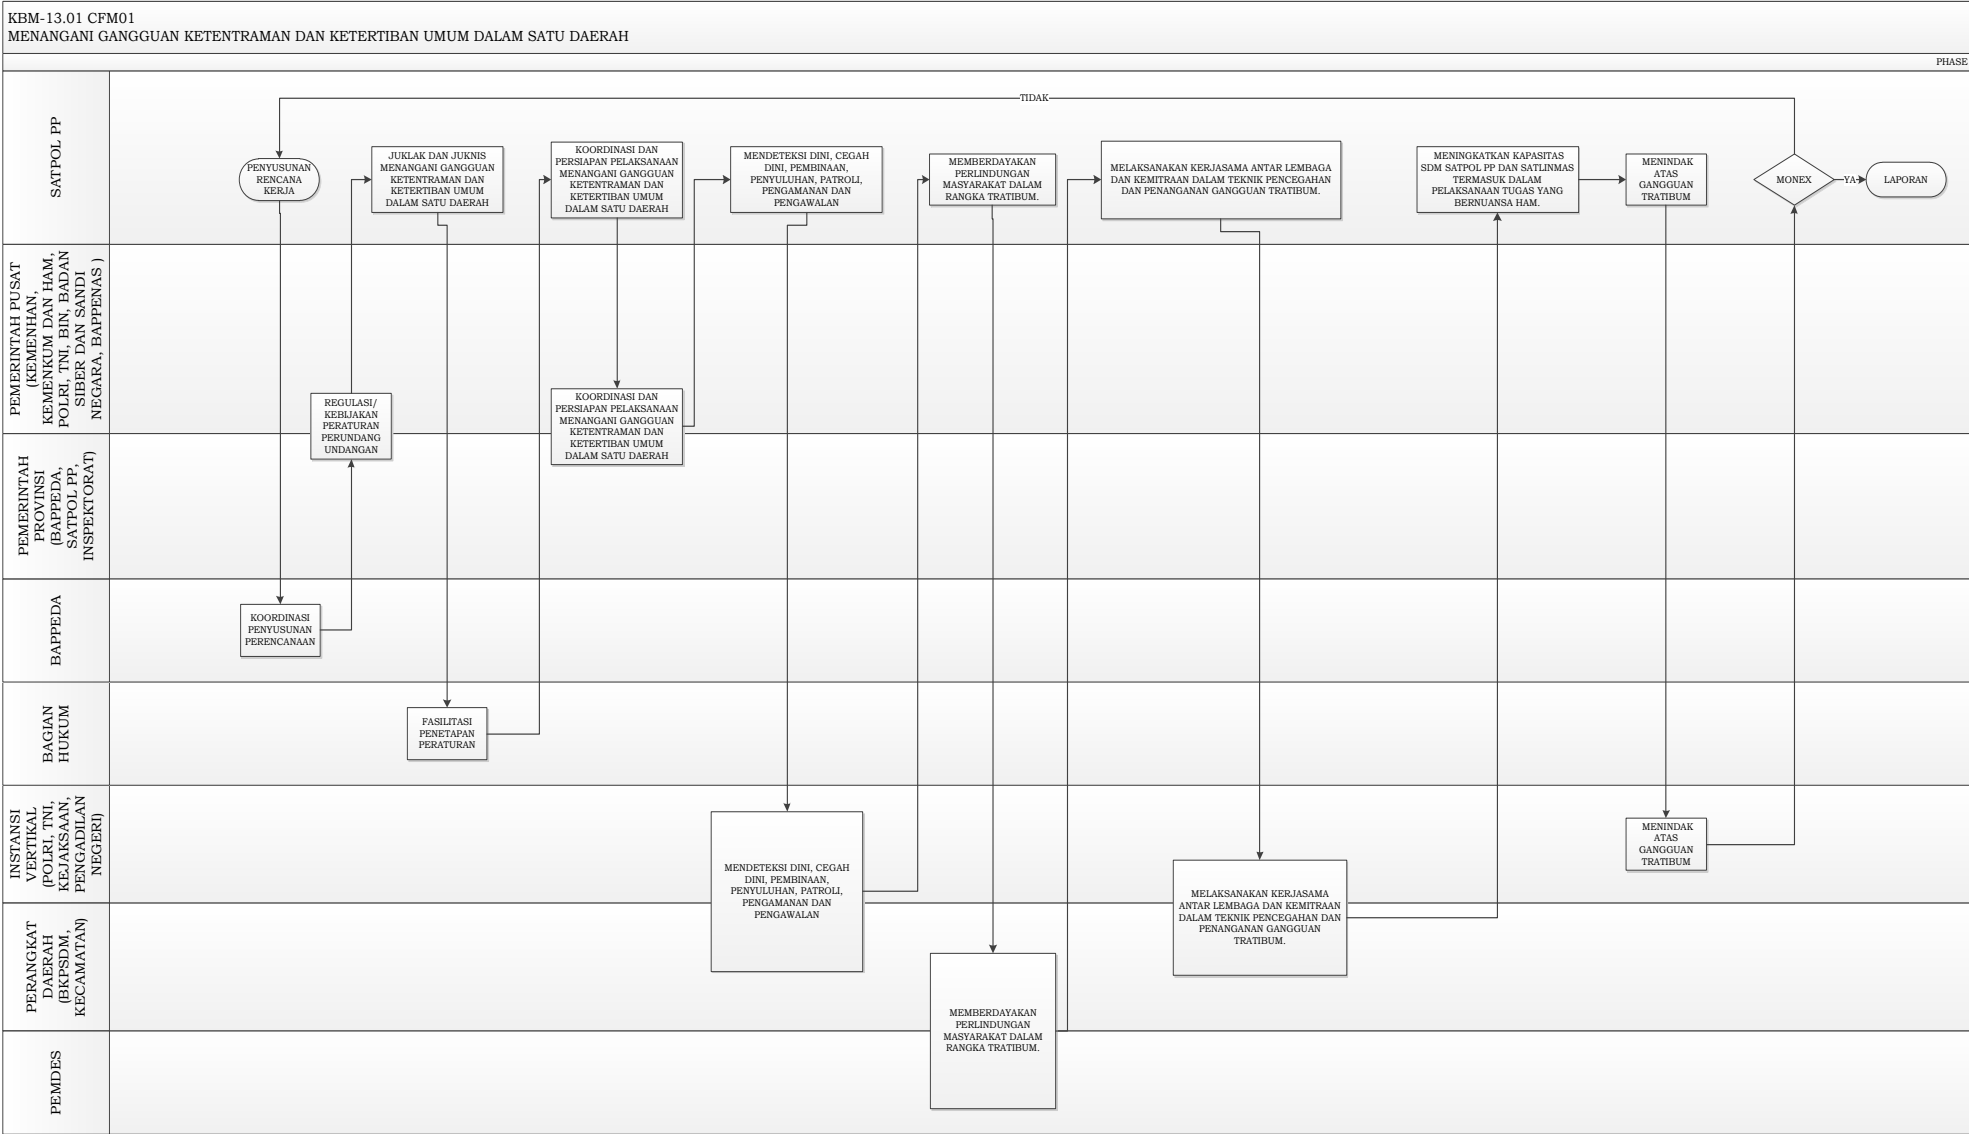 KBM-13.01 CFM01
MENANGANI GANGGUAN KETENTRAMAN DAN KETERTIBAN UMUM DALAM SATU DAERAH
PHASE
SATPOL PP
TIDAK
PENYUSUNAN
RENCANA
KERJA
JUKLAK DAN JUKNIS
MENANGANI GANGGUAN
KETENTRAMAN DAN
KETERTIBAN UMUM
DALAM SATU DAERAH
KOORDINASI DAN
PERSIAPAN PELAKSANAAN
MENANGANI GANGGUAN
KETENTRAMAN DAN
KETERTIBAN UMUM
DALAM SATU DAERAH
MENDETEKSI DINI, CEGAH
DINI, PEMBINAAN,
PENYULUHAN, PATROLI,
PENGAMANAN DAN
PENGAWALAN
MEMBERDAYAKAN
PERLINDUNGAN
MASYARAKAT DALAM
RANGKA TRATIBUM.
MELAKSANAKAN KERJASAMA ANTAR LEMBAGA
DAN KEMITRAAN DALAM TEKNIK PENCEGAHAN
DAN PENANGANAN GANGGUAN TRATIBUM.
MENINGKATKAN KAPASITAS
SDM SATPOL PP DAN SATLINMAS
TERMASUK DALAM
PELAKSANAAN TUGAS YANG
BERNUANSA HAM.
MENINDAK
ATAS
GANGGUAN
TRATIBUM
MONEX
YA
LAPORAN
PEMERINTAH PUSAT
(KEMENHAN,
KEMENKUM DAN HAM,
POLRI, TNI, BIN, BADAN
SIBER DAN SANDI
NEGARA, BAPPENAS )
REGULASI/
KEBIJAKAN
PERATURAN
PERUNDANG
UNDANGAN
KOORDINASI DAN
PERSIAPAN PELAKSANAAN
MENANGANI GANGGUAN
KETENTRAMAN DAN
KETERTIBAN UMUM
DALAM SATU DAERAH
PEMERINTAH
PROVINSI
(BAPPEDA,
SATPOL PP,
INSPEKTORAT)
BAPPEDA
KOORDINASI
PENYUSUNAN
PERENCANAAN
BAGIAN
HUKUM
FASILITASI
PENETAPAN
PERATURAN
INSTANSI
VERTIKAL
(POLRI, TNI,
KEJAKSAAN,
PENGADILAN
NEGERI)
MENDETEKSI DINI, CEGAH
DINI, PEMBINAAN,
PENYULUHAN, PATROLI,
PENGAMANAN DAN
PENGAWALAN
MELAKSANAKAN KERJASAMA
ANTAR LEMBAGA DAN KEMITRAAN
DALAM TEKNIK PENCEGAHAN DAN
PENANGANAN GANGGUAN
TRATIBUM.
MENINDAK
ATAS
GANGGUAN
TRATIBUM
PERANGKAT
DAERAH
(BKPSDM,
KECAMATAN)
MEMBERDAYAKAN
PERLINDUNGAN
MASYARAKAT DALAM
RANGKA TRATIBUM.
PEMDES